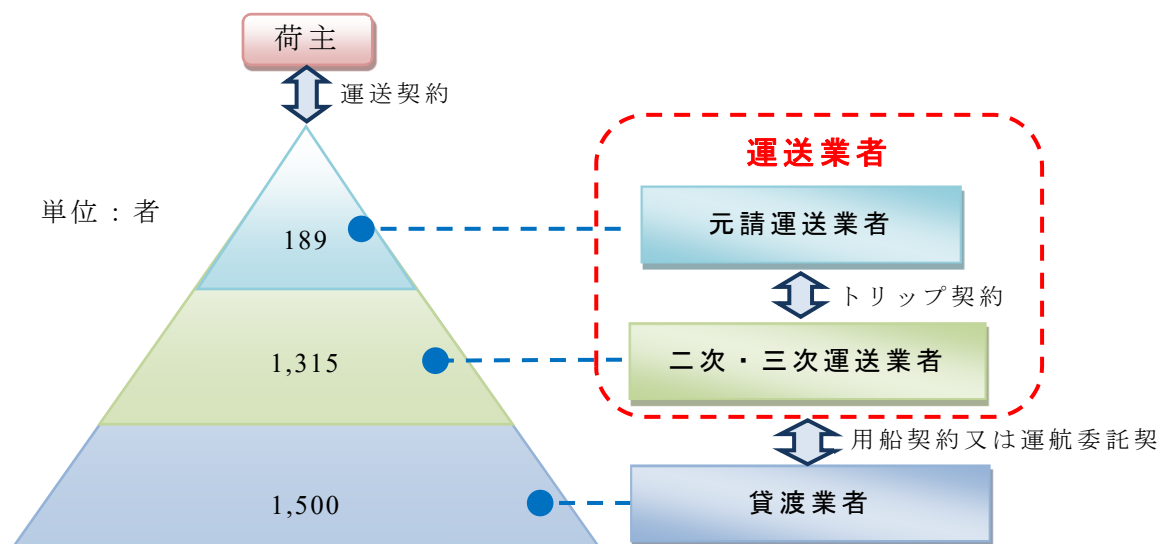 荷主
運送契約
運送業者
単位：者
元請運送業者
189
トリップ契約
1,315
二次・三次運送業者
用船契約又は運航委託契
1,500
貸渡業者